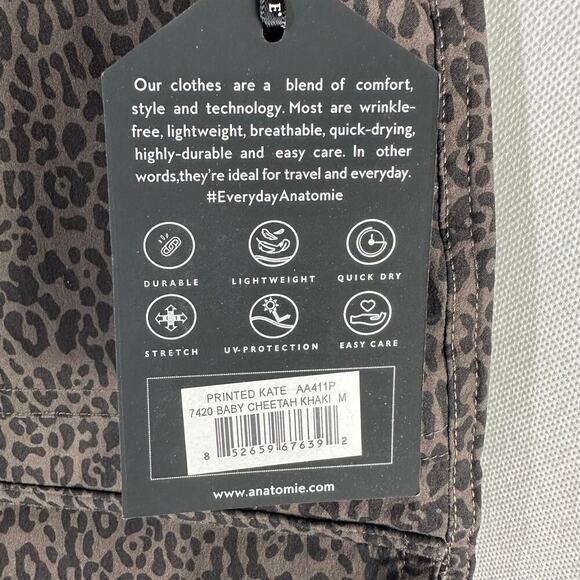 E
Our clothes are a blend of comfort,
style and technology. Most are wrinkle-
free, lightweight, breathable, quick-drying,
highly-durable and easy care. In other
words,they're ideal for travel and everyday.
#EverydayAnatomie
DURABLE LIGHTWEIGHT QUICK DRY
STRETCH UV-PROTECTION EASY CARE
PRINTED KATE AA411P
7420 BABY CHEETAH KHAKI M
8 52659 67639 2
www.anatomie.com